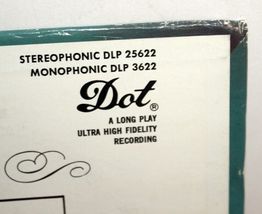 STEREOPHONIC DLP 25622
MONOPHONIC DLP 3622
Dot®
A LONG PLAY
ULTRA HIGH FIDELITY
RECORDING